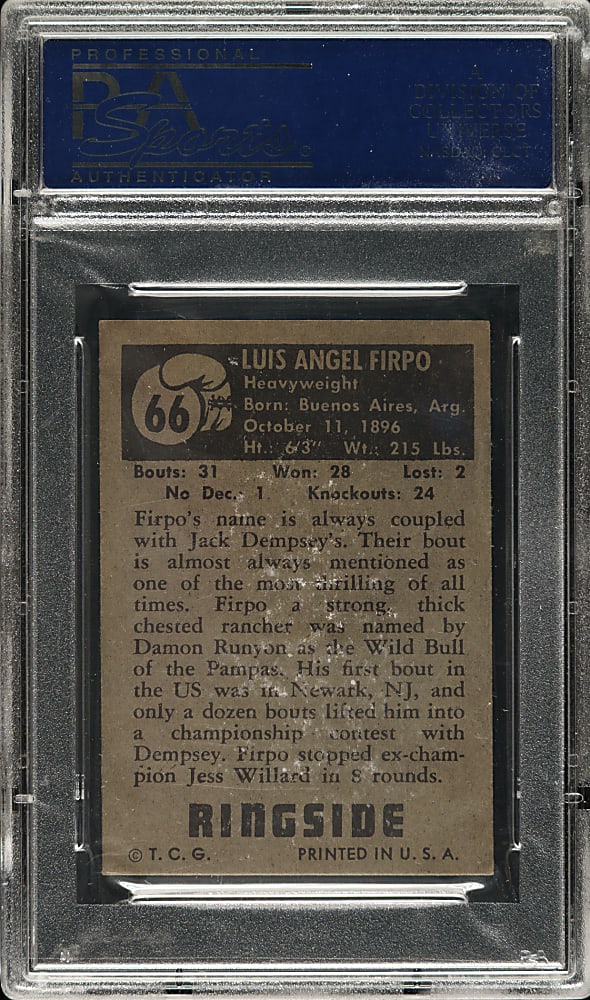 PROFESSIONAL
PSA
Sports
AUTHENTICATOR
A
DIVISION OF
COLLECTORS
UNIVERSE
NASDAQ: CLCT
66
LUIS ANGEL FIRPO
Heavyweight
Born: Buenos Aires, Arg.
October 11, 1896
Ht.: 6'3" Wt.: 215 Lbs.
Bouts: 31 Won: 28 Lost: 2
No Dec.: 1 Knockouts: 24
Firpo's name is always coupled
with Jack Dempsey's. Their bout
is almost always mentioned as
one of the most thrilling of all
times. Firpo a strong, thick
chested rancher was named by
Damon Runyon as the Wild Bull
of the Pampas. His first bout in
the US was in Newark, NJ, and
only a dozen bouts lifted him into
a championship contest with
Dempsey. Firpo stopped ex-cham-
pion Jess Willard in 8 rounds.
RINGSIDE
© T. C. G. PRINTED IN U. S. A.
PSA